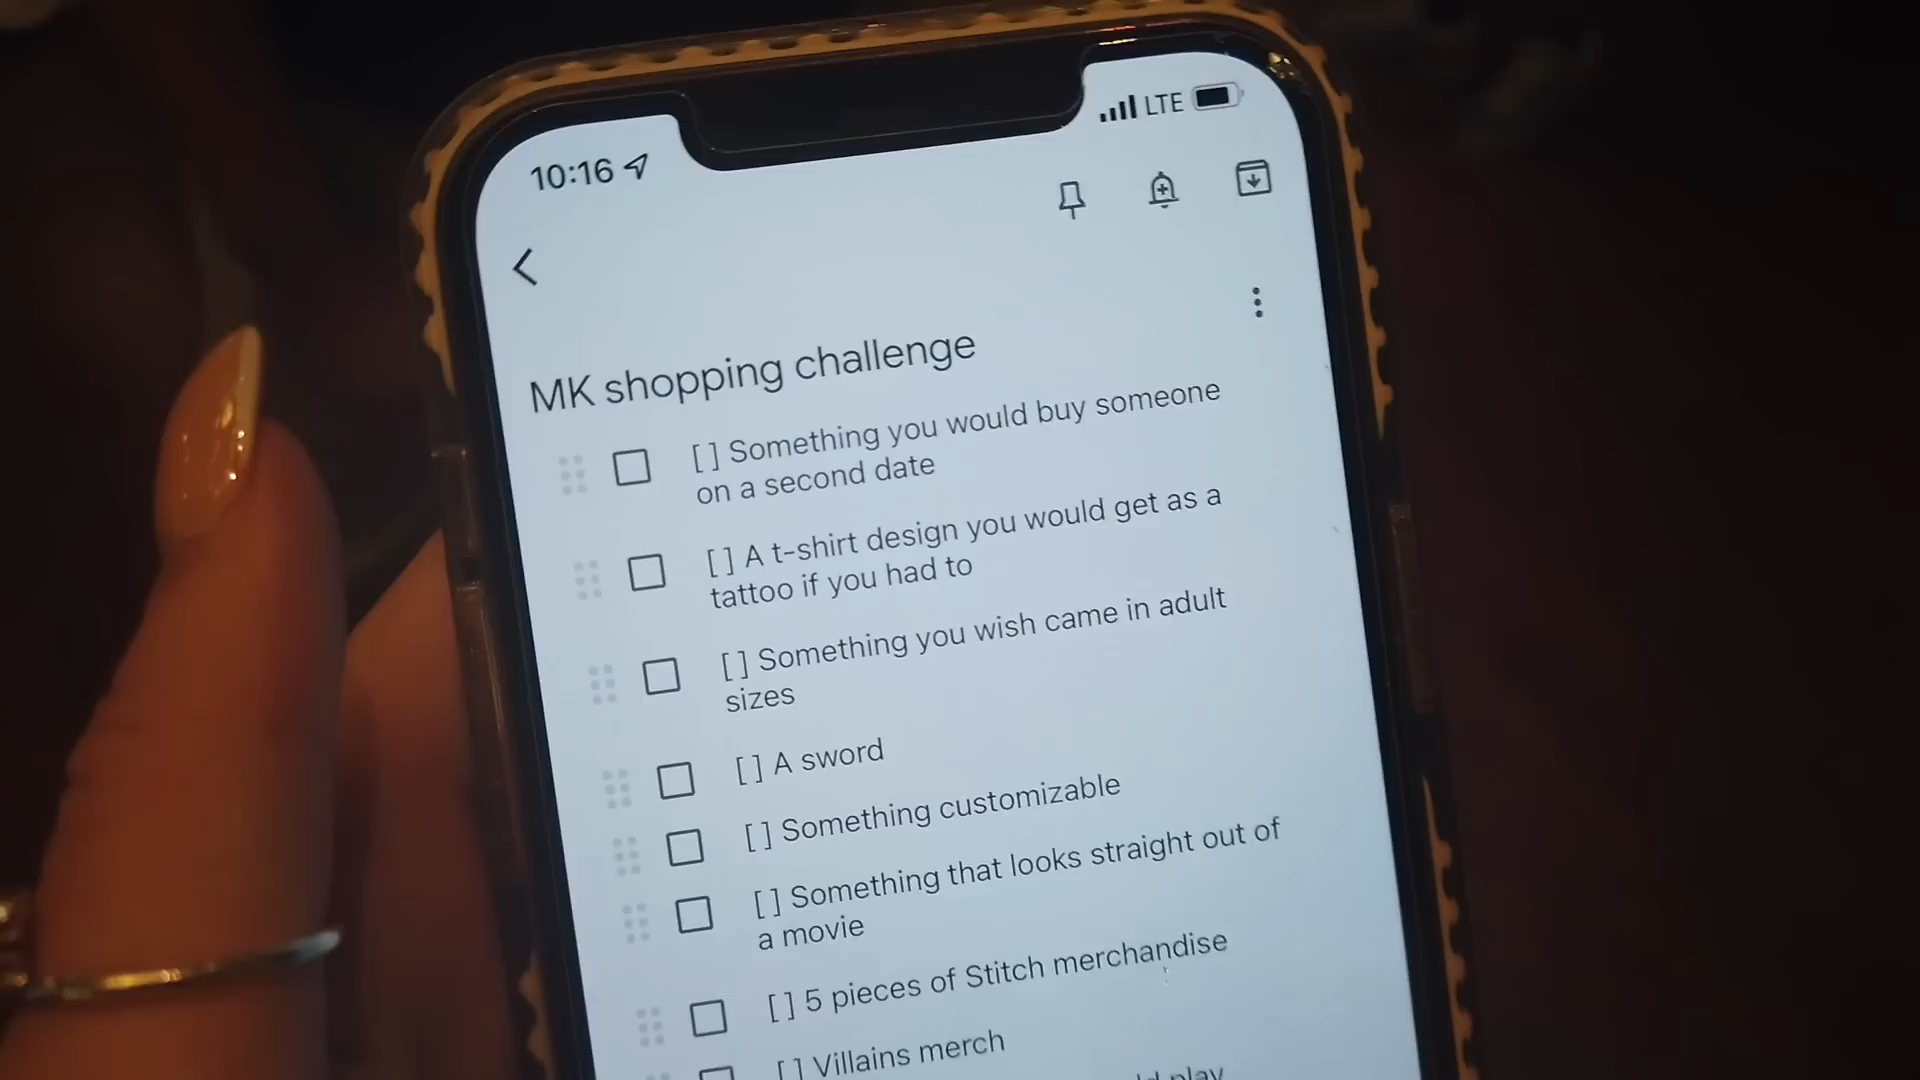 10:16
LTE
MK shopping challenge
[ ] Something you would buy someone
on a second date
[ ] A t-shirt design you would get as a
tattoo if you had to
[ ] Something you wish came in adult
sizes
[ ] A sword
[ ] Something customizable
[ ] Something that looks straight out of
a movie
[ ] 5 pieces of Stitch merchandise
[ ] Villains merch
play